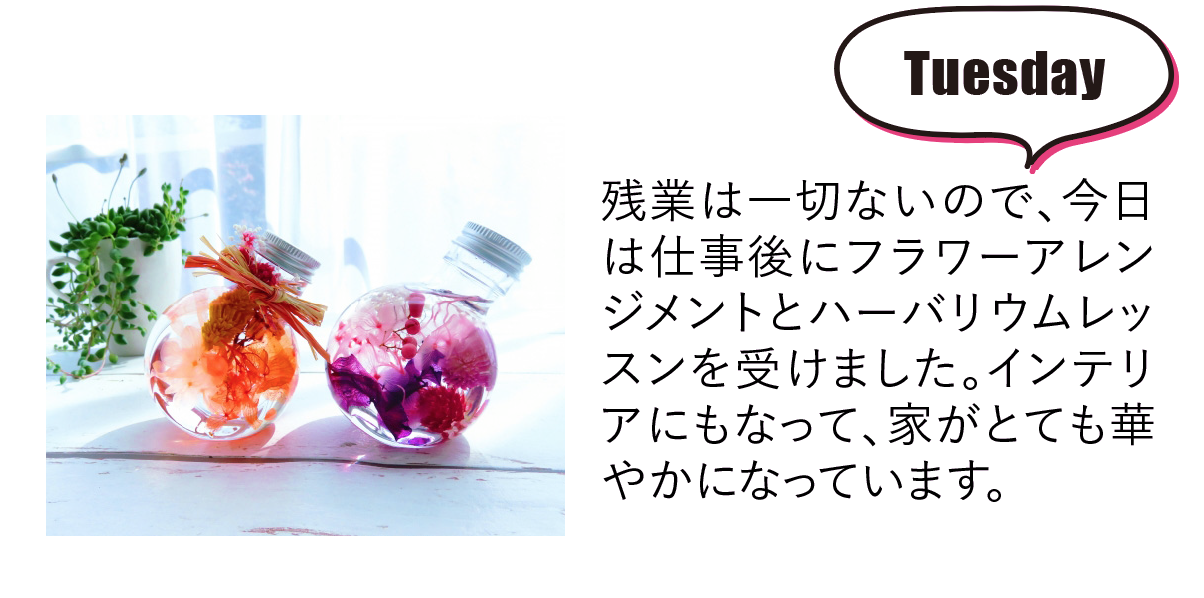 Tuesday
残業は一切ないので、今日
は仕事後にフラワーアレン
ジメントとハーバリウムレッ
スンを受けました。インテリ
アにもなって、家がとても華
やかになっています。